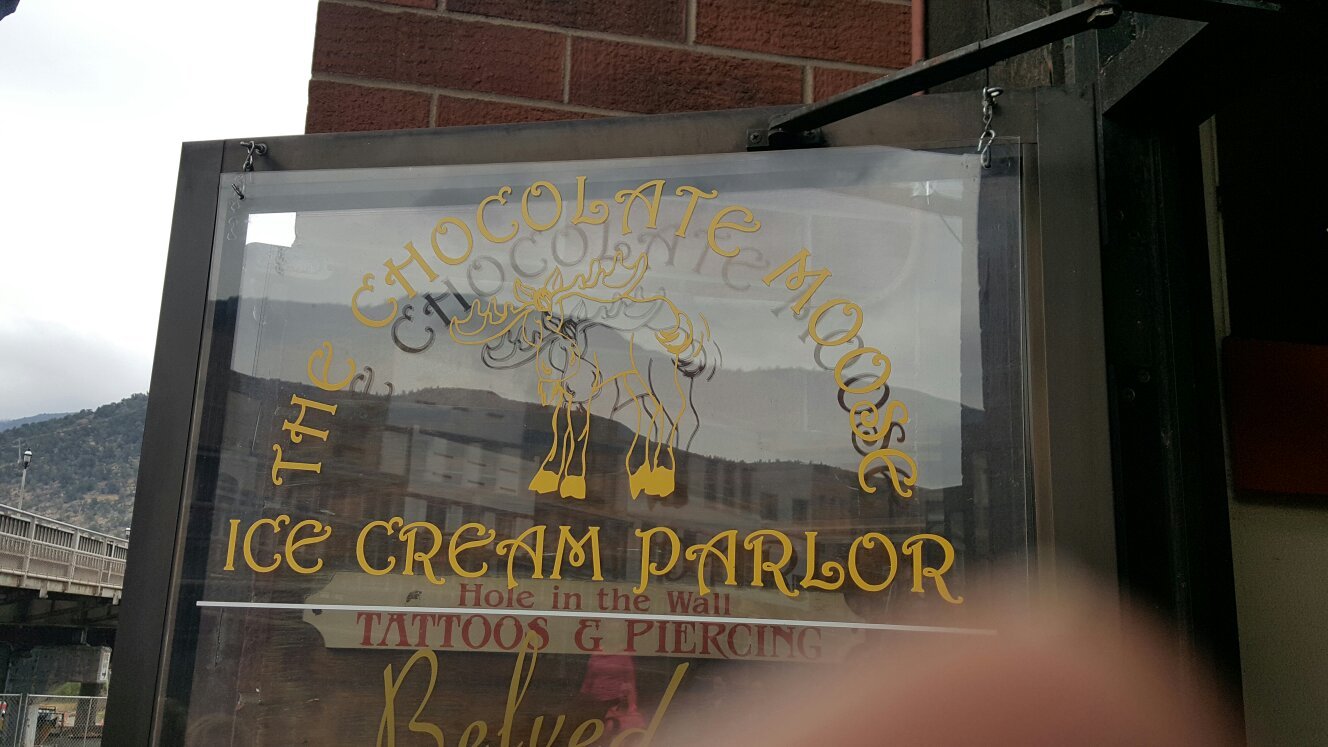 THE CHOCOLATE MOOSE
ICE CREAM PARLOR
Hole in the Wall
TATTOOS & PIERCING